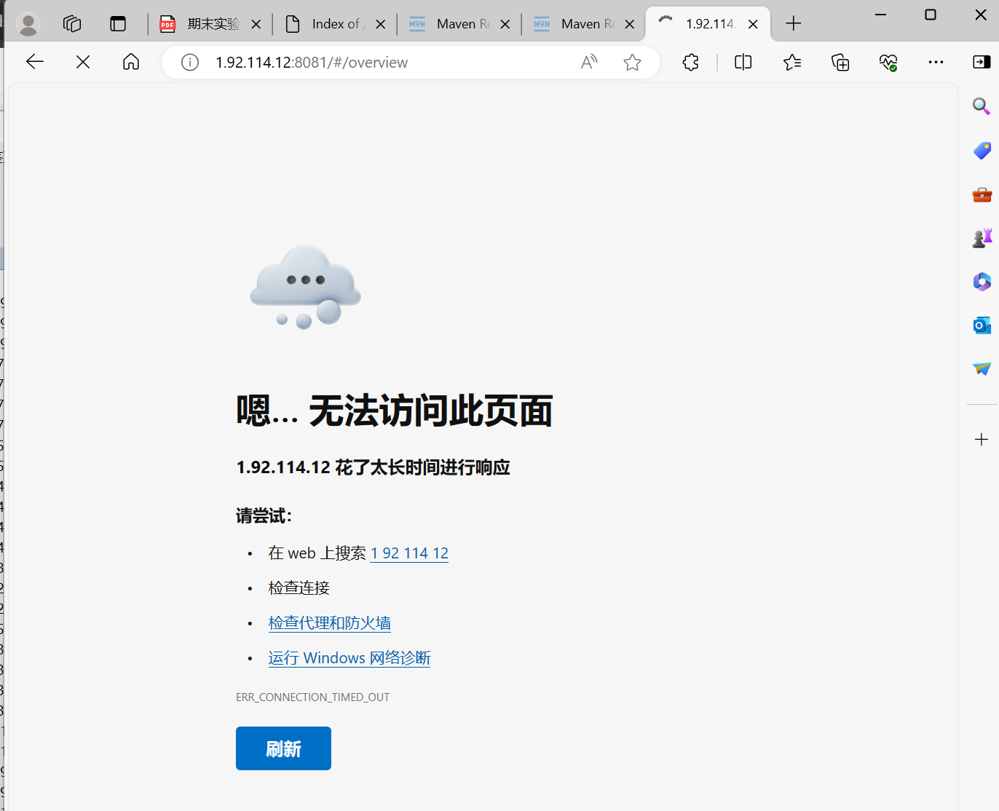 期末实验
Index of /
Maven Re
Maven Re
1.92.114.
1.92.114.12:8081/#/overview
嗯... 无法访问此页面
1.92.114.12 花了太长时间进行响应
请尝试：
• 在 web 上搜索 1 92 114 12
• 检查连接
• 检查代理和防火墙
• 运行 Windows 网络诊断
ERR_CONNECTION_TIMED_OUT
刷新